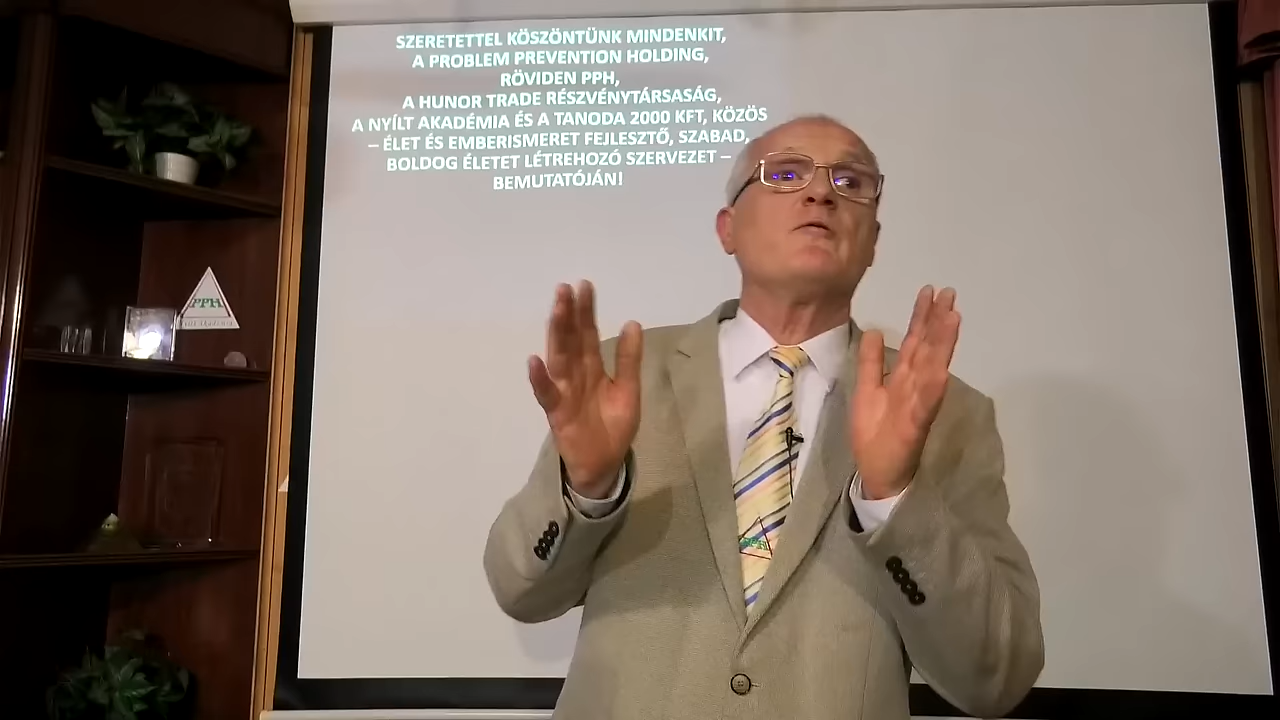 SZERETETTEL KÖSZÖNTÜNK MINDENKIT,
A PROBLEM PREVENTION HOLDING,
RÖVIDEN PPH,
A HUNOR TRADE RÉSZVÉNYTÁRSASÁG,
A NYÍLT AKADÉMIA ÉS A TANODA 2000 KFT, KÖZÖS
– ÉLET ÉS EMBERISMERET FEJLESZTŐ, SZABAD,
BOLDOG ÉLETET LÉTREHOZÓ SZERVEZET –
BEMUTATÓJÁN!
PPH
PPH